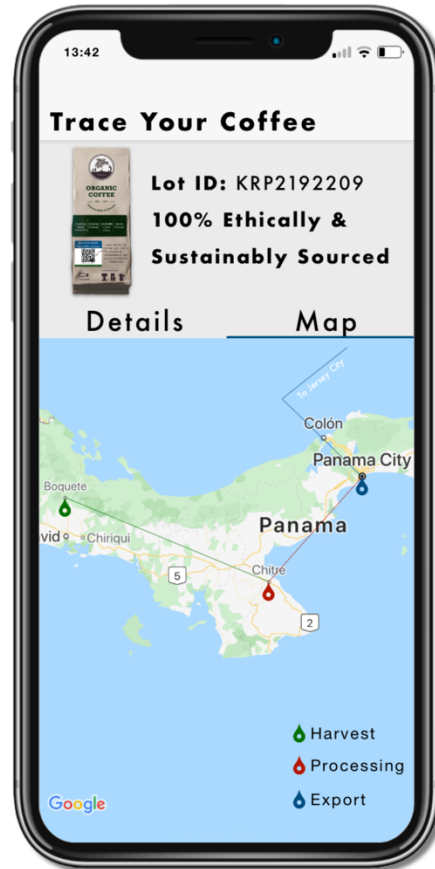 13:42
Trace Your Coffee
ORGANIC
COFFEE
Lot ID: KRP2192209
100% Ethically &
Sustainably Sourced
Details
Map
To Jersey City
Colón
Panama City
Boquete
Panama
vid
Chiriqui
Chitré
5
2
Harvest
Processing
Export
Google